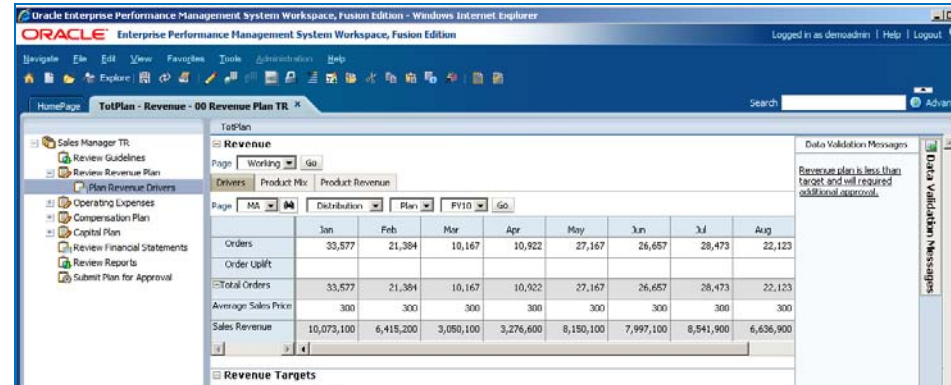 Oracle Enterprise Performance Management System Workspace, Fusion Edition - Windows Internet Explorer
ORACLE Enterprise Performance Management System Workspace, Fusion Edition
Logged in as demoadmin | Help | Logout
Navigate File Edit View Favorites Tools Administration Help
Explore
HomePage TotPlan - Revenue - 00 Revenue Plan TR × Search Advan
TotPlan
Sales Manager TR
Review Guidelines
Review Revenue Plan
Plan Revenue Drivers
Operating Expenses
Compensation Plan
Capital Plan
Review Financial Statements
Review Reports
Submit Plan for Approval
Revenue
Page Working Go
Drivers Product Mix Product Revenue
Page MA Distribution Plan FY10 Go
Jan Feb Mar Apr May Jun Jul Aug
Orders 33,577 21,384 10,167 10,922 27,167 26,657 28,473 22,123
Order Uplift
Total Orders 33,577 21,384 10,167 10,922 27,167 26,657 28,473 22,123
Average Sales Price 300 300 300 300 300 300 300 300
Sales Revenue 10,073,100 6,415,200 3,050,100 3,276,600 8,150,100 7,997,100 8,541,900 6,636,900
Revenue Targets
Data Validation Messages
Revenue plan is less than
target and will required
additional approval.
Data Validation Messages